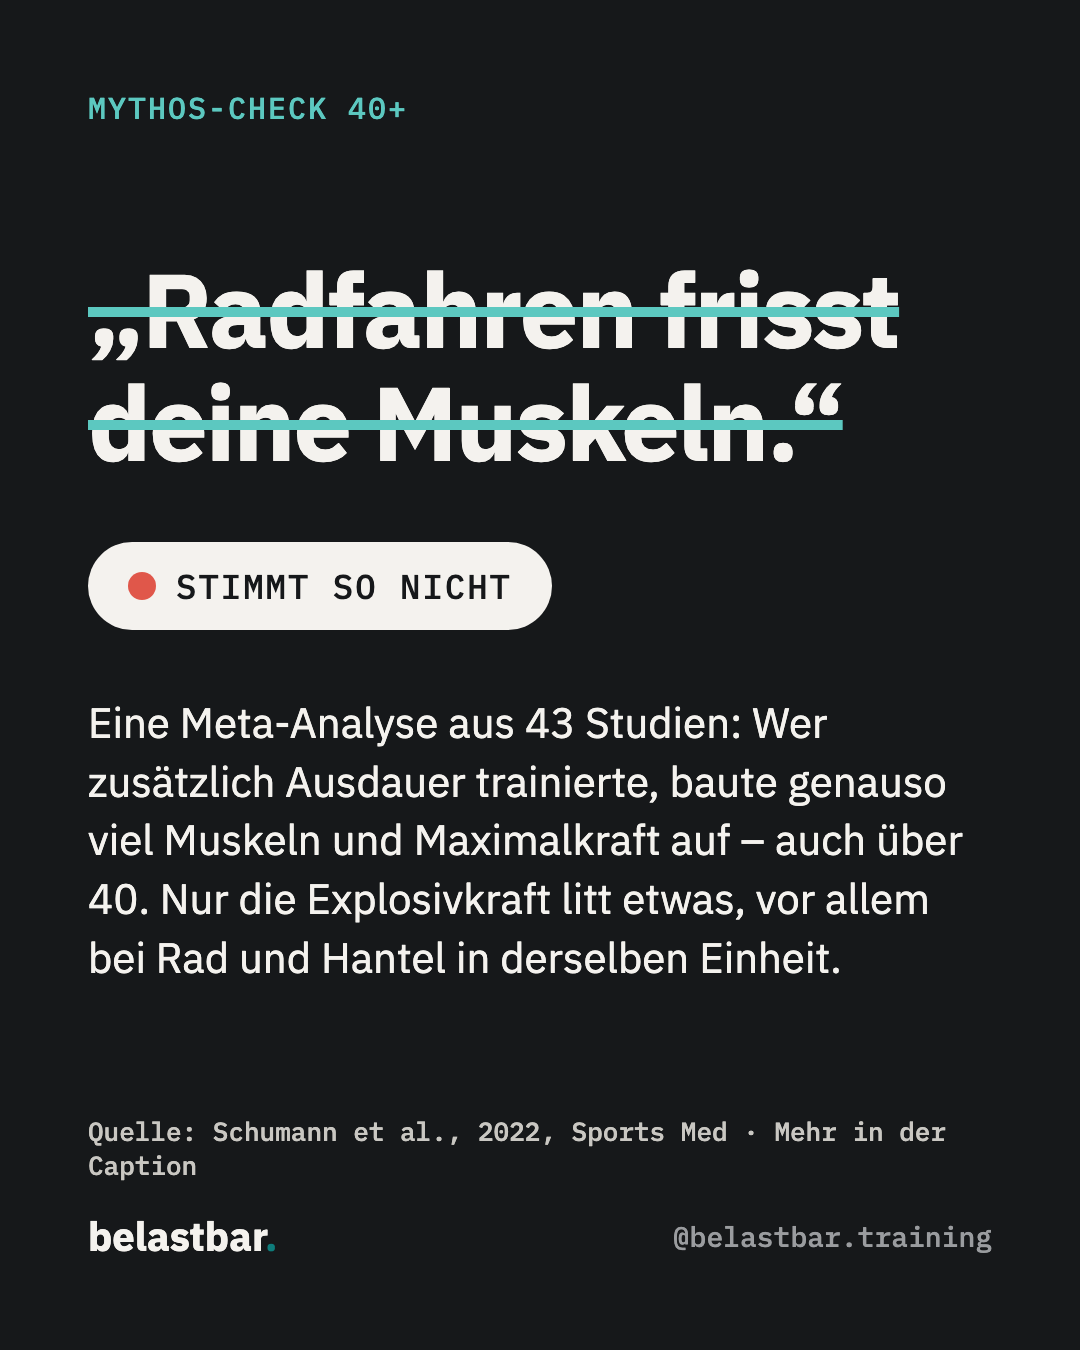 MYTHOS-CHECK 40+
„Radfahren frisst
deine Muskeln.“
STIMMT SO NICHT
Eine Meta-Analyse aus 43 Studien: Wer
zusätzlich Ausdauer trainierte, baute genauso
viel Muskeln und Maximalkraft auf – auch über
40. Nur die Explosivkraft litt etwas, vor allem
bei Rad und Hantel in derselben Einheit.
Quelle: Schumann et al., 2022, Sports Med · Mehr in der
Caption
belastbar.
@belastbar.training